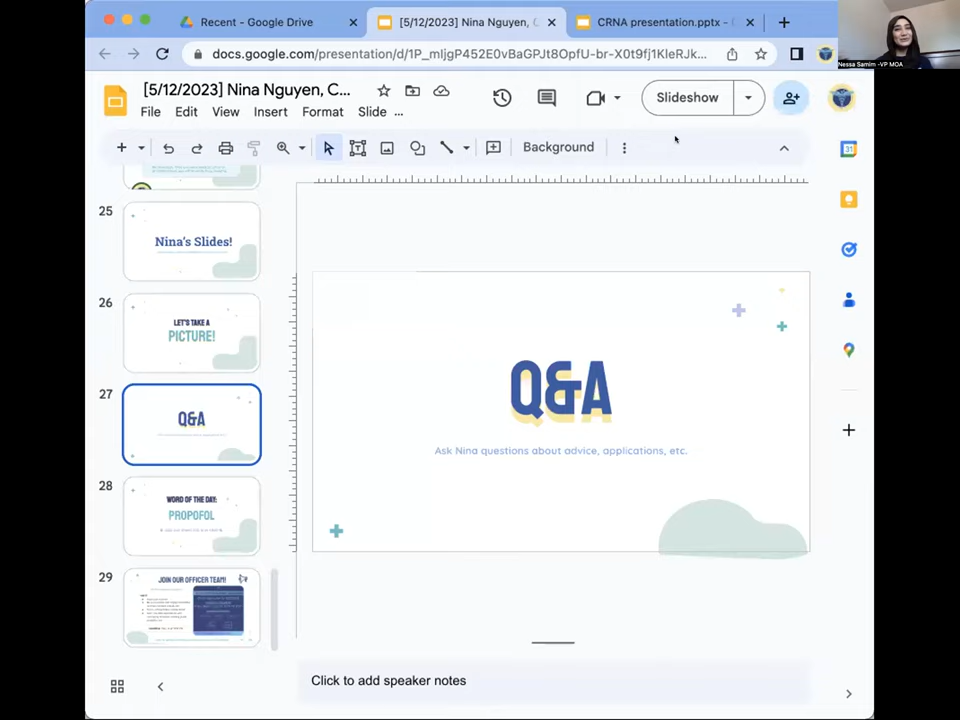 Recent - Google Drive
[5/12/2023] Nina Nguyen, C
CRNA presentation.pptx -
docs.google.com/presentation/d/1P_mljgP452E0vBaGPJt8OpfU-br-X0t9fj1KleRJk...
Nessa Samim -VP MOA
[5/12/2023] Nina Nguyen, C...
File Edit View Insert Format Slide ...
Slideshow
Background
25
Nina's Slides!
26
LET'S TAKE A
PICTURE!
27
Q&A
28
WORD OF THE DAY:
PROPOFOL
29
JOIN OUR OFFICER TEAM!
Q&A
Ask Nina questions about advice, applications, etc.
Click to add speaker notes
31